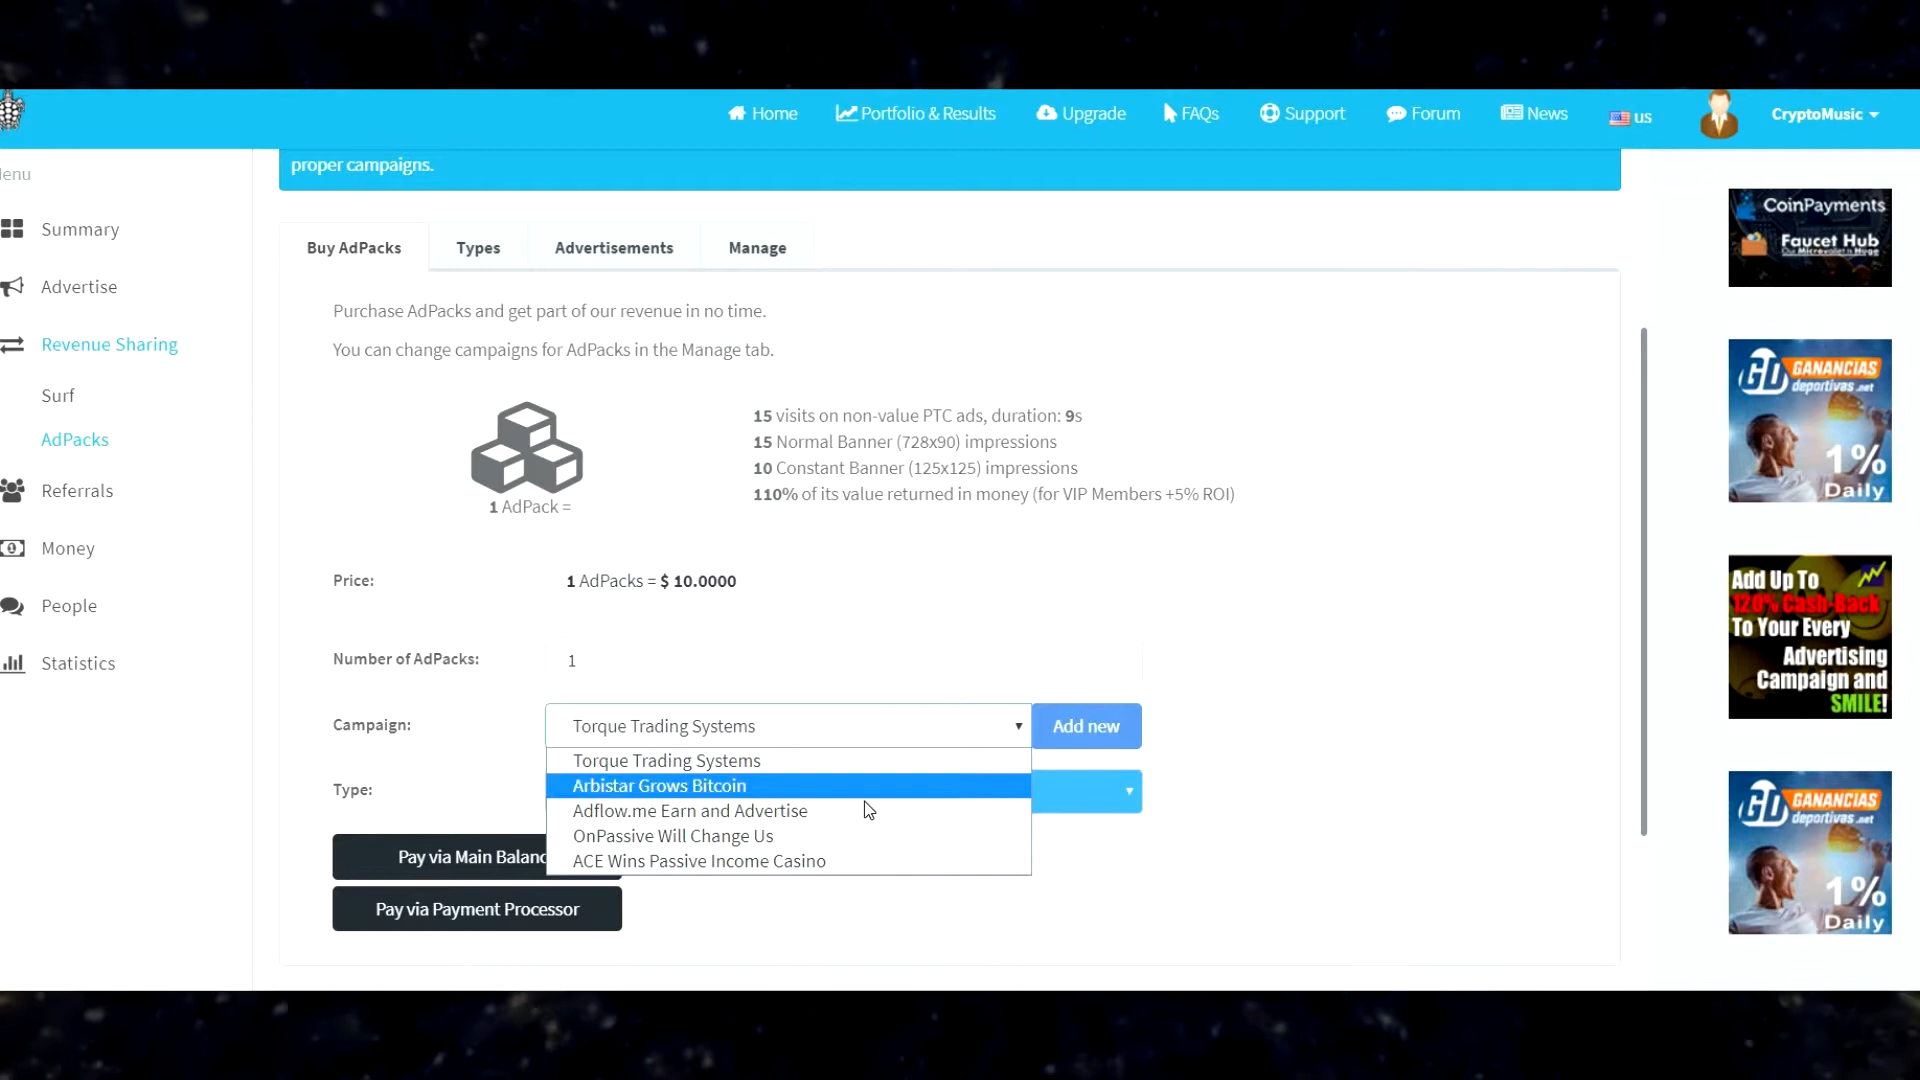 Home
Portfolio & Results
Upgrade
FAQs
Support
Forum
News
us
CryptoMusic
enu
Summary
Advertise
Revenue Sharing
Surf
AdPacks
Referrals
Money
People
Statistics
proper campaigns.
Buy AdPacks
Types
Advertisements
Manage
Purchase AdPacks and get part of our revenue in no time.
You can change campaigns for AdPacks in the Manage tab.
1 AdPack =
15 visits on non-value PTC ads, duration: 9s
15 Normal Banner (728x90) impressions
10 Constant Banner (125x125) impressions
110% of its value returned in money (for VIP Members +5% ROI)
Price:
1 AdPacks = $ 10.0000
Number of AdPacks:
1
Campaign:
Torque Trading Systems
Add new
Torque Trading Systems
Arbistar Grows Bitcoin
Adflow.me Earn and Advertise
OnPassive Will Change Us
ACE Wins Passive Income Casino
Type:
Pay via Main Balanc
Pay via Payment Processor
CoinPayments
Faucet Hub
GD GANANCIAS
deportivas.net
1%
Daily
Add Up To
120% Cash-Back
To Your Every
Advertising
Campaign and
SMILE!
GD GANANCIAS
deportivas.net
1%
Daily